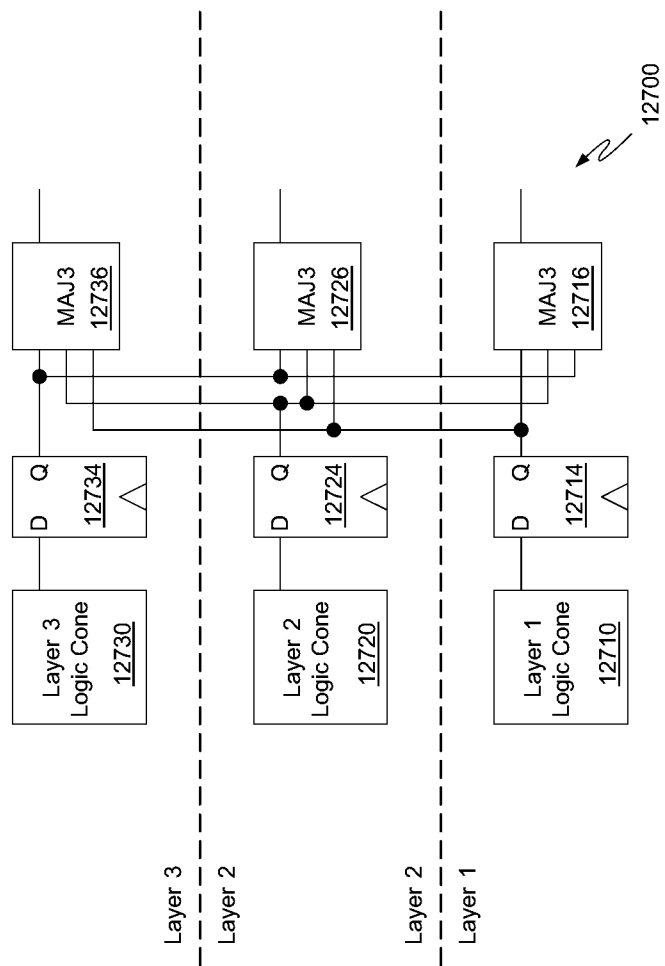 Layer 3
Logic Cone
12730
D
Q
12734
MAJ3
12736
Layer 3
Layer 2
Layer 2
Logic Cone
12720
D
Q
12724
MAJ3
12726
Layer 2
Layer 1
Layer 1
Logic Cone
12710
D
Q
12714
MAJ3
12716
12700